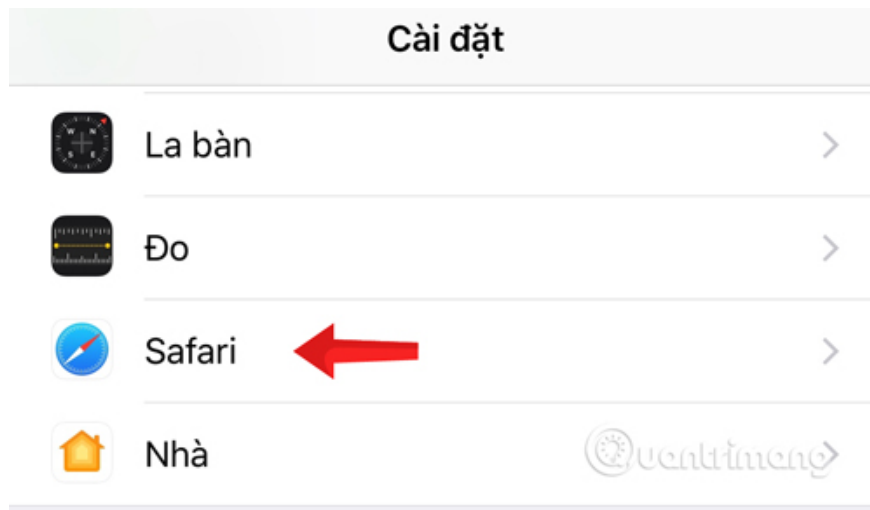 Cài đặt
La bàn
Đo
Safari
Nhà
Quantrimang